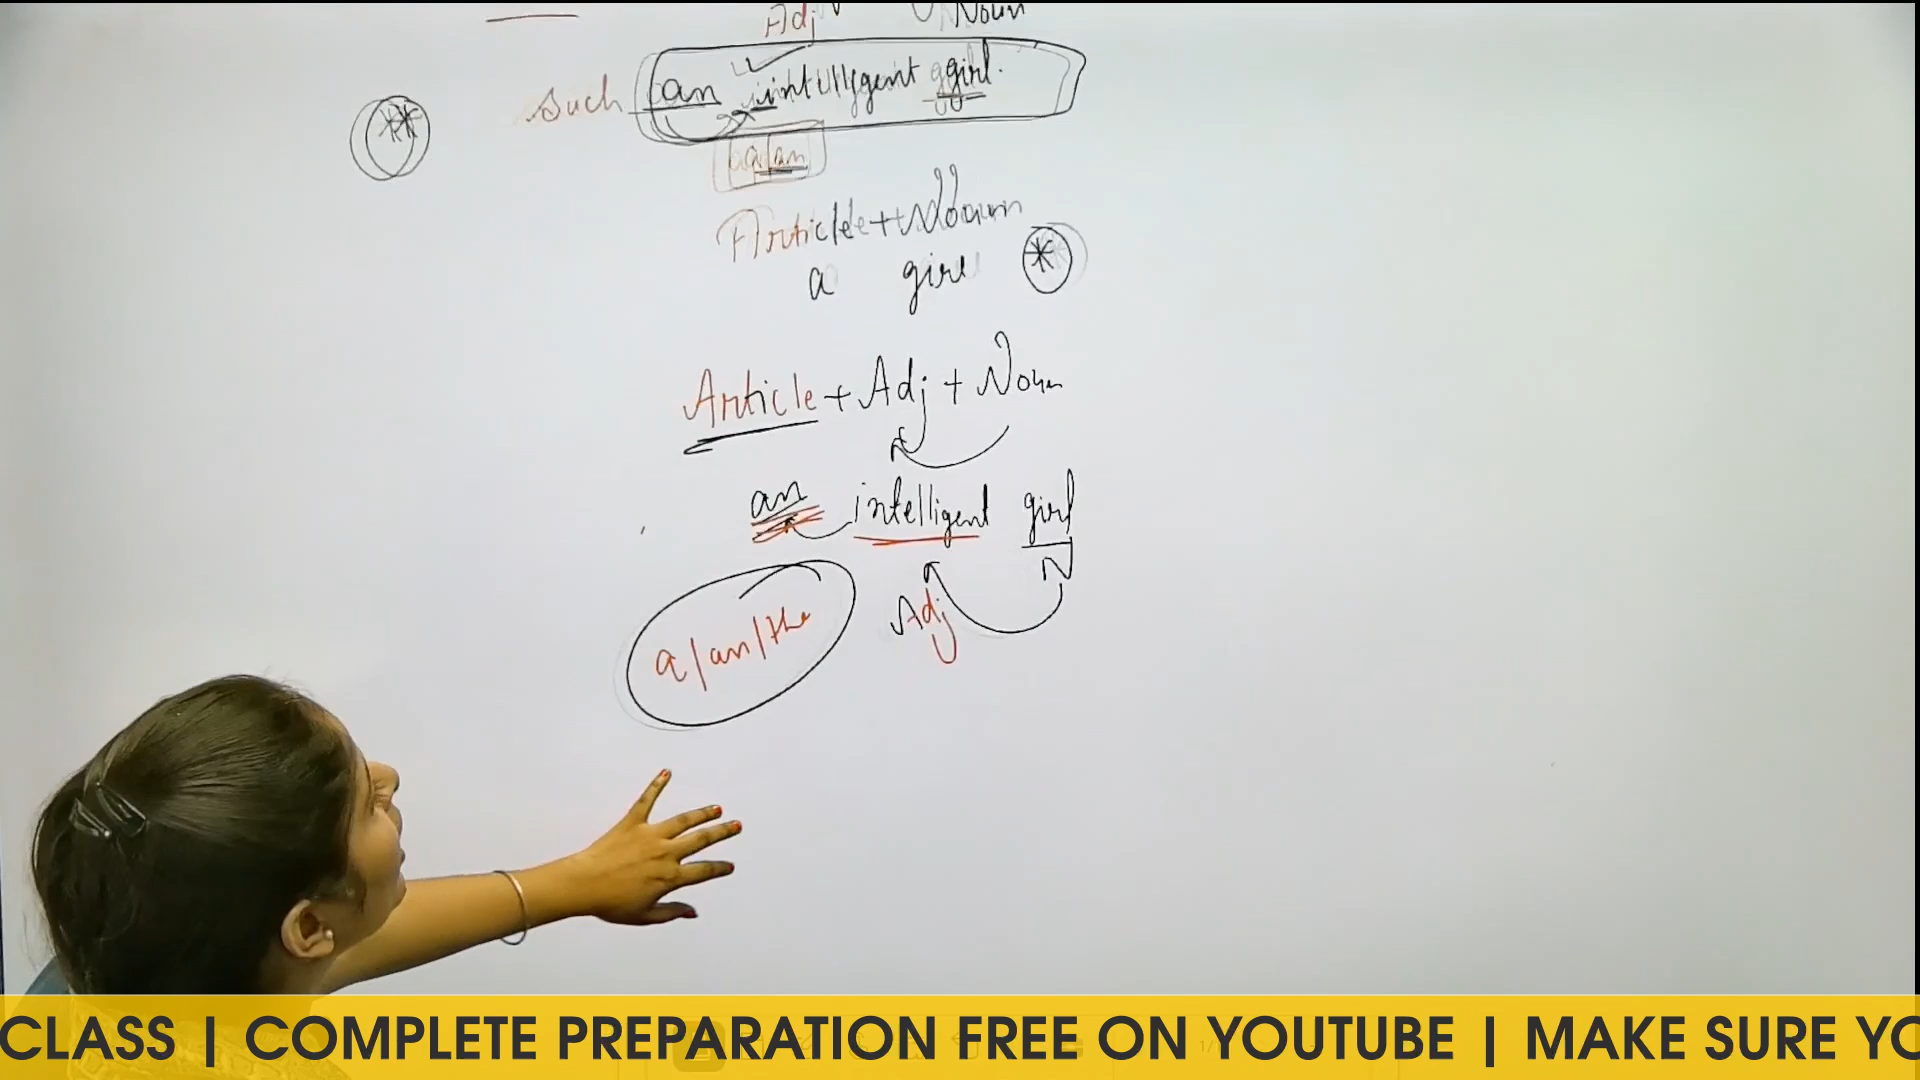 Adj Noun
such an intelligent girl.
**
a/an
Article + Noun
a girl *
Article + Adj + Noun
an intelligent girl
N
a/an/the Adj
CLASS | COMPLETE PREPARATION FREE ON YOUTUBE | MAKE SURE YO